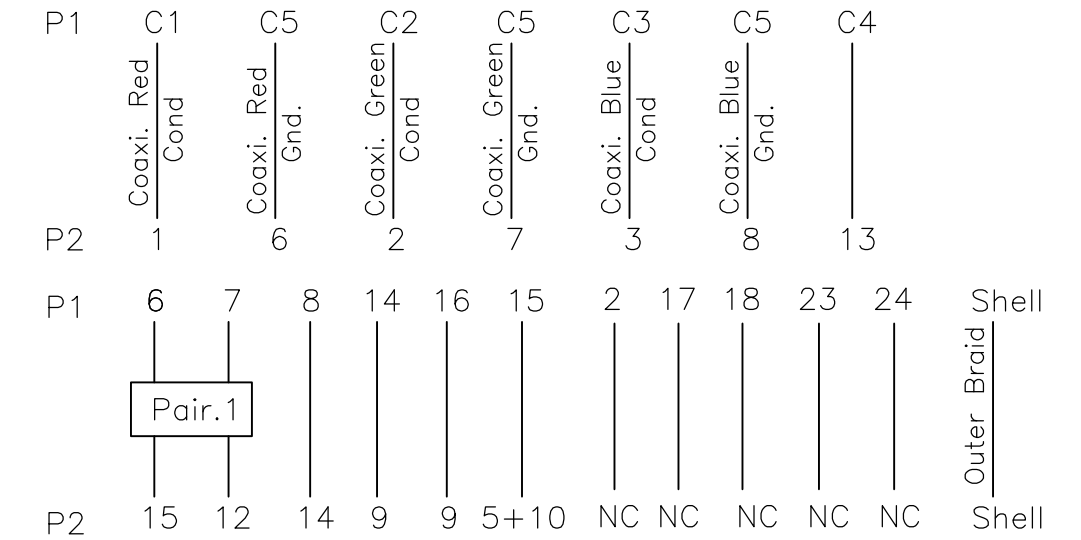 P1 C1 C5 C2 C5 C3 C5 C4
Coaxi. Red
Cond
Coaxi. Red
Gnd.
Coaxi. Green
Cond
Coaxi. Green
Gnd.
Coaxi. Blue
Cond
Coaxi. Blue
Gnd.
P2 1 6 2 7 3 8 13
P1 6 7 8 14 16 15 2 17 18 23 24 Shell
Pair.1
Outer Braid
P2 15 12 14 9 9 5+10 NC NC NC NC NC Shell